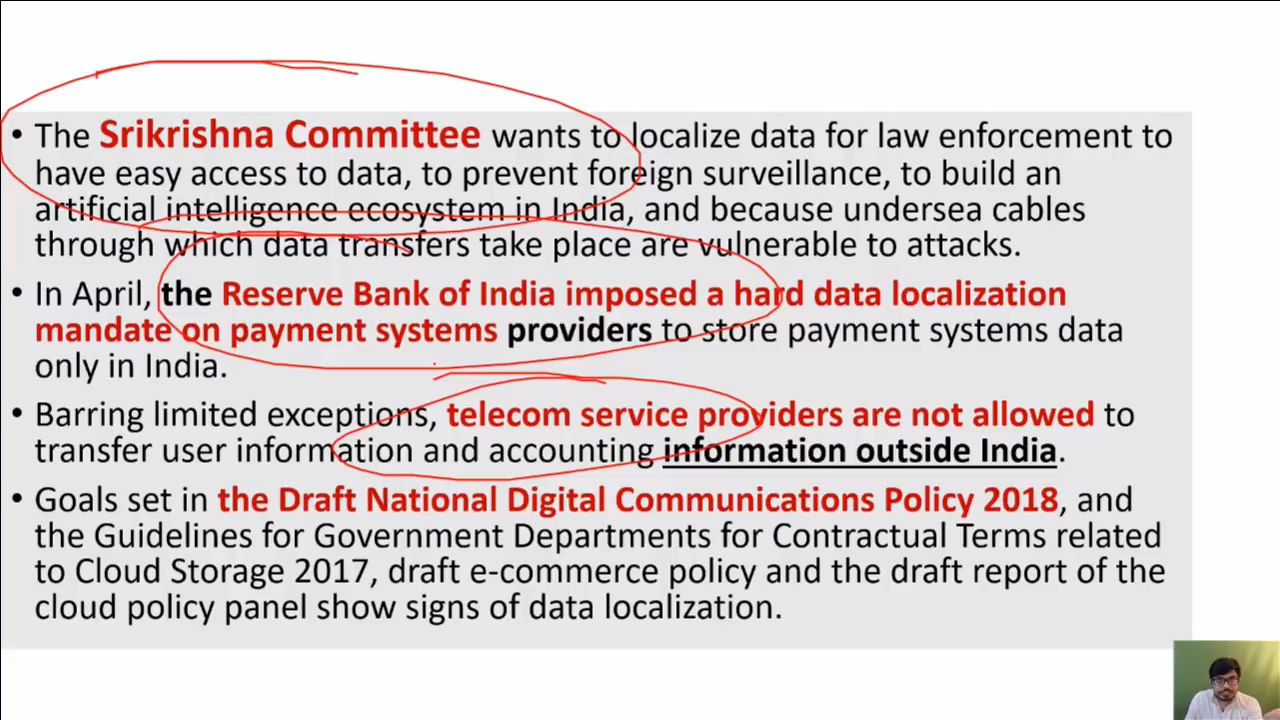 • The Srikrishna Committee wants to localize data for law enforcement to
have easy access to data, to prevent foreign surveillance, to build an
artificial intelligence ecosystem in India, and because undersea cables
through which data transfers take place are vulnerable to attacks.
• In April, the Reserve Bank of India imposed a hard data localization
mandate on payment systems providers to store payment systems data
only in India.
• Barring limited exceptions, telecom service providers are not allowed to
transfer user information and accounting information outside India.
• Goals set in the Draft National Digital Communications Policy 2018, and
the Guidelines for Government Departments for Contractual Terms related
to Cloud Storage 2017, draft e-commerce policy and the draft report of the
cloud policy panel show signs of data localization.